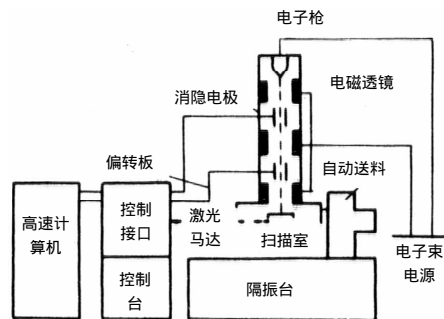 电子枪
消隐电极
电磁透镜
偏转板
自动送料
高速计
算机
控制
接口
激光
马达
扫描室
电子束
电源
控制
台
隔振台